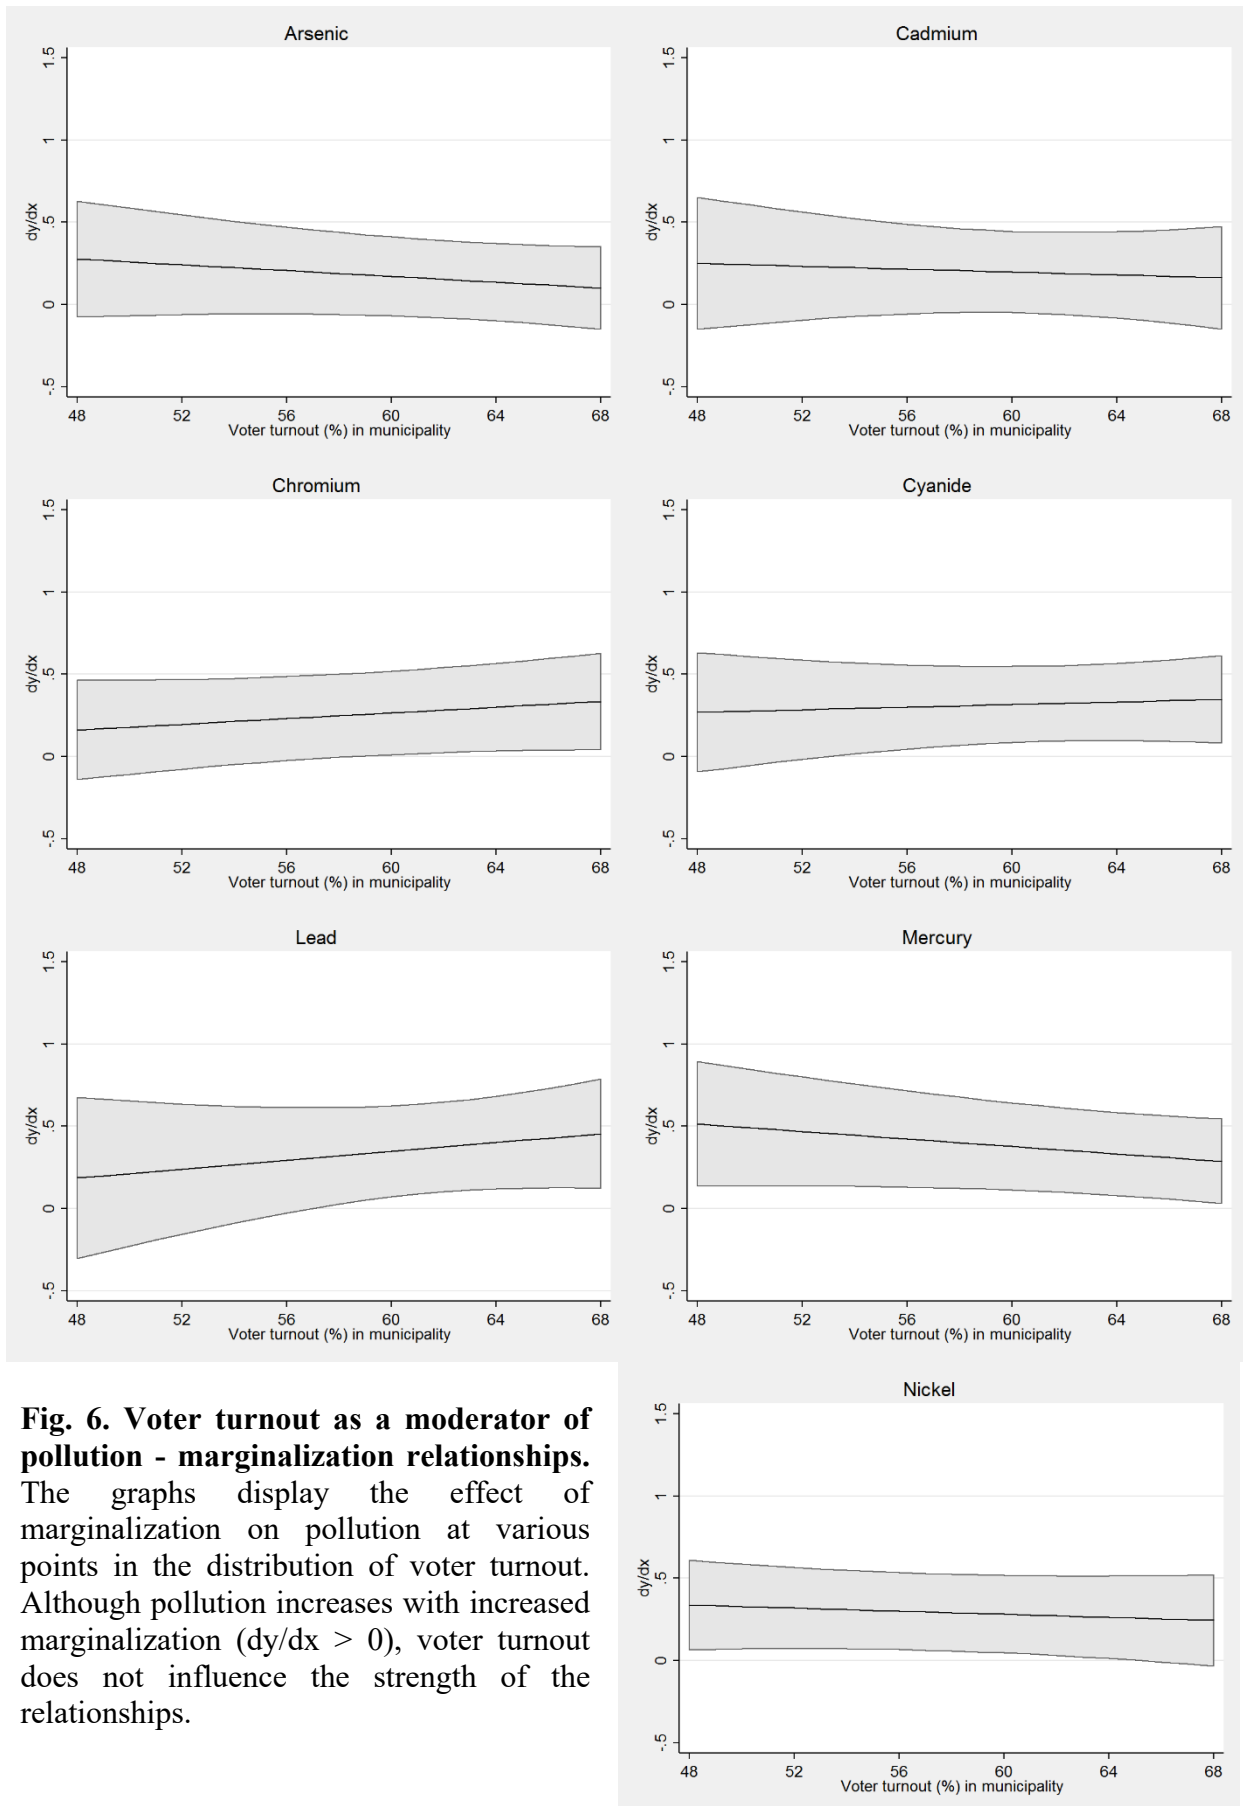 Arsenic
1.5
1
.5
0
-.5
dy/dx
48 52 56 60 64 68
Voter turnout (%) in municipality
Cadmium
1.5
1
.5
0
-.5
dy/dx
48 52 56 60 64 68
Voter turnout (%) in municipality
Chromium
1.5
1
.5
0
-.5
dy/dx
48 52 56 60 64 68
Voter turnout (%) in municipality
Cyanide
1.5
1
.5
0
-.5
dy/dx
48 52 56 60 64 68
Voter turnout (%) in municipality
Lead
1.5
1
.5
0
-.5
dy/dx
48 52 56 60 64 68
Voter turnout (%) in municipality
Mercury
1.5
1
.5
0
-.5
dy/dx
48 52 56 60 64 68
Voter turnout (%) in municipality
Fig. 6. Voter turnout as a moderator of
pollution - marginalization relationships.
The graphs display the effect of
marginalization on pollution at various
points in the distribution of voter turnout.
Although pollution increases with increased
marginalization (dy/dx > 0), voter turnout
does not influence the strength of the
relationships.
Nickel
1.5
1
.5
0
-.5
dy/dx
48 52 56 60 64 68
Voter turnout (%) in municipality